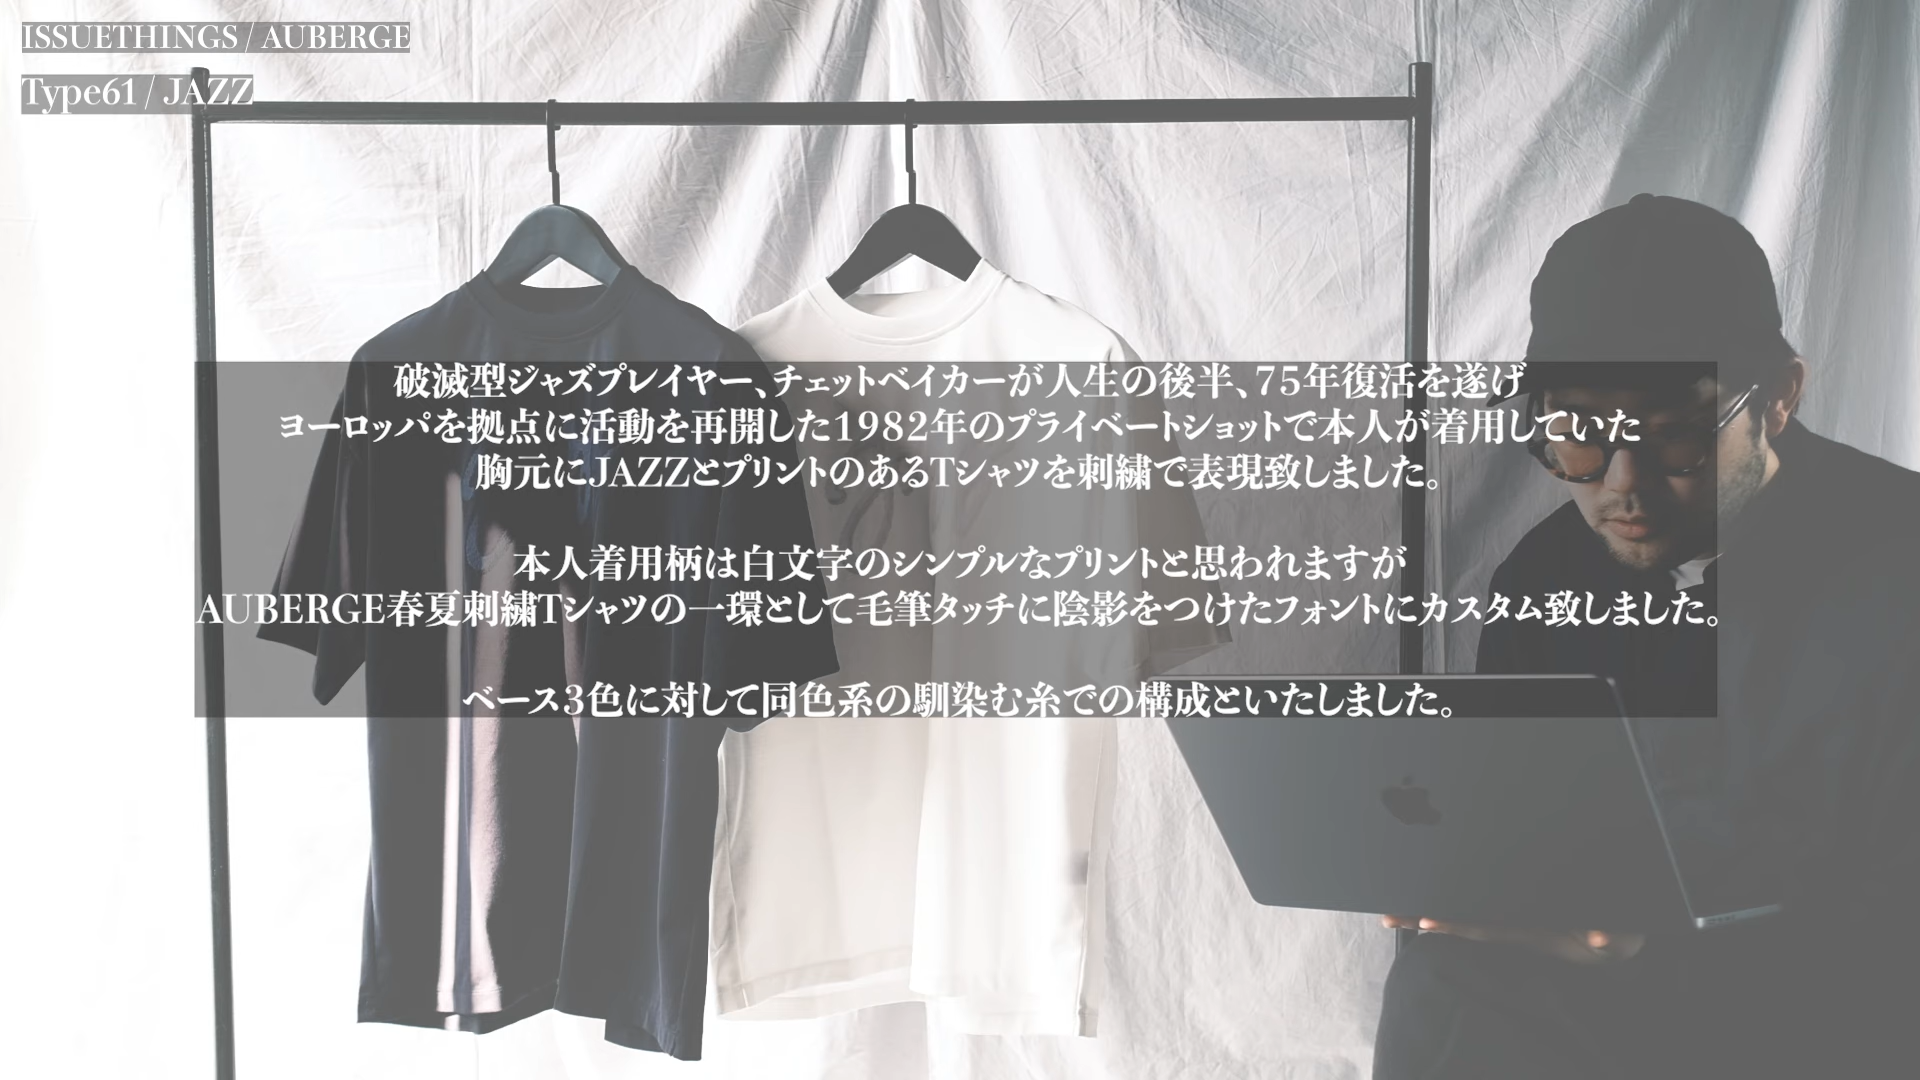 ISSUETHINGS / AUBERGE
Type61 / JAZZ
破滅型ジャズプレイヤー、チェットベイカーが人生の後半、75年復活を遂げ
ヨーロッパを拠点に活動を再開した1982年のプライベートショットで本人が着用していた
胸元にJAZZとプリントのあるTシャツを刺繍で表現致しました。
本人着用柄は白文字のシンプルなプリントと思われますが
AUBERGE春夏刺繍Tシャツの一環として毛筆タッチに陰影をつけたフォントにカスタム致しました。
ベース3色に対して同色系の馴染む糸での構成といたしました。